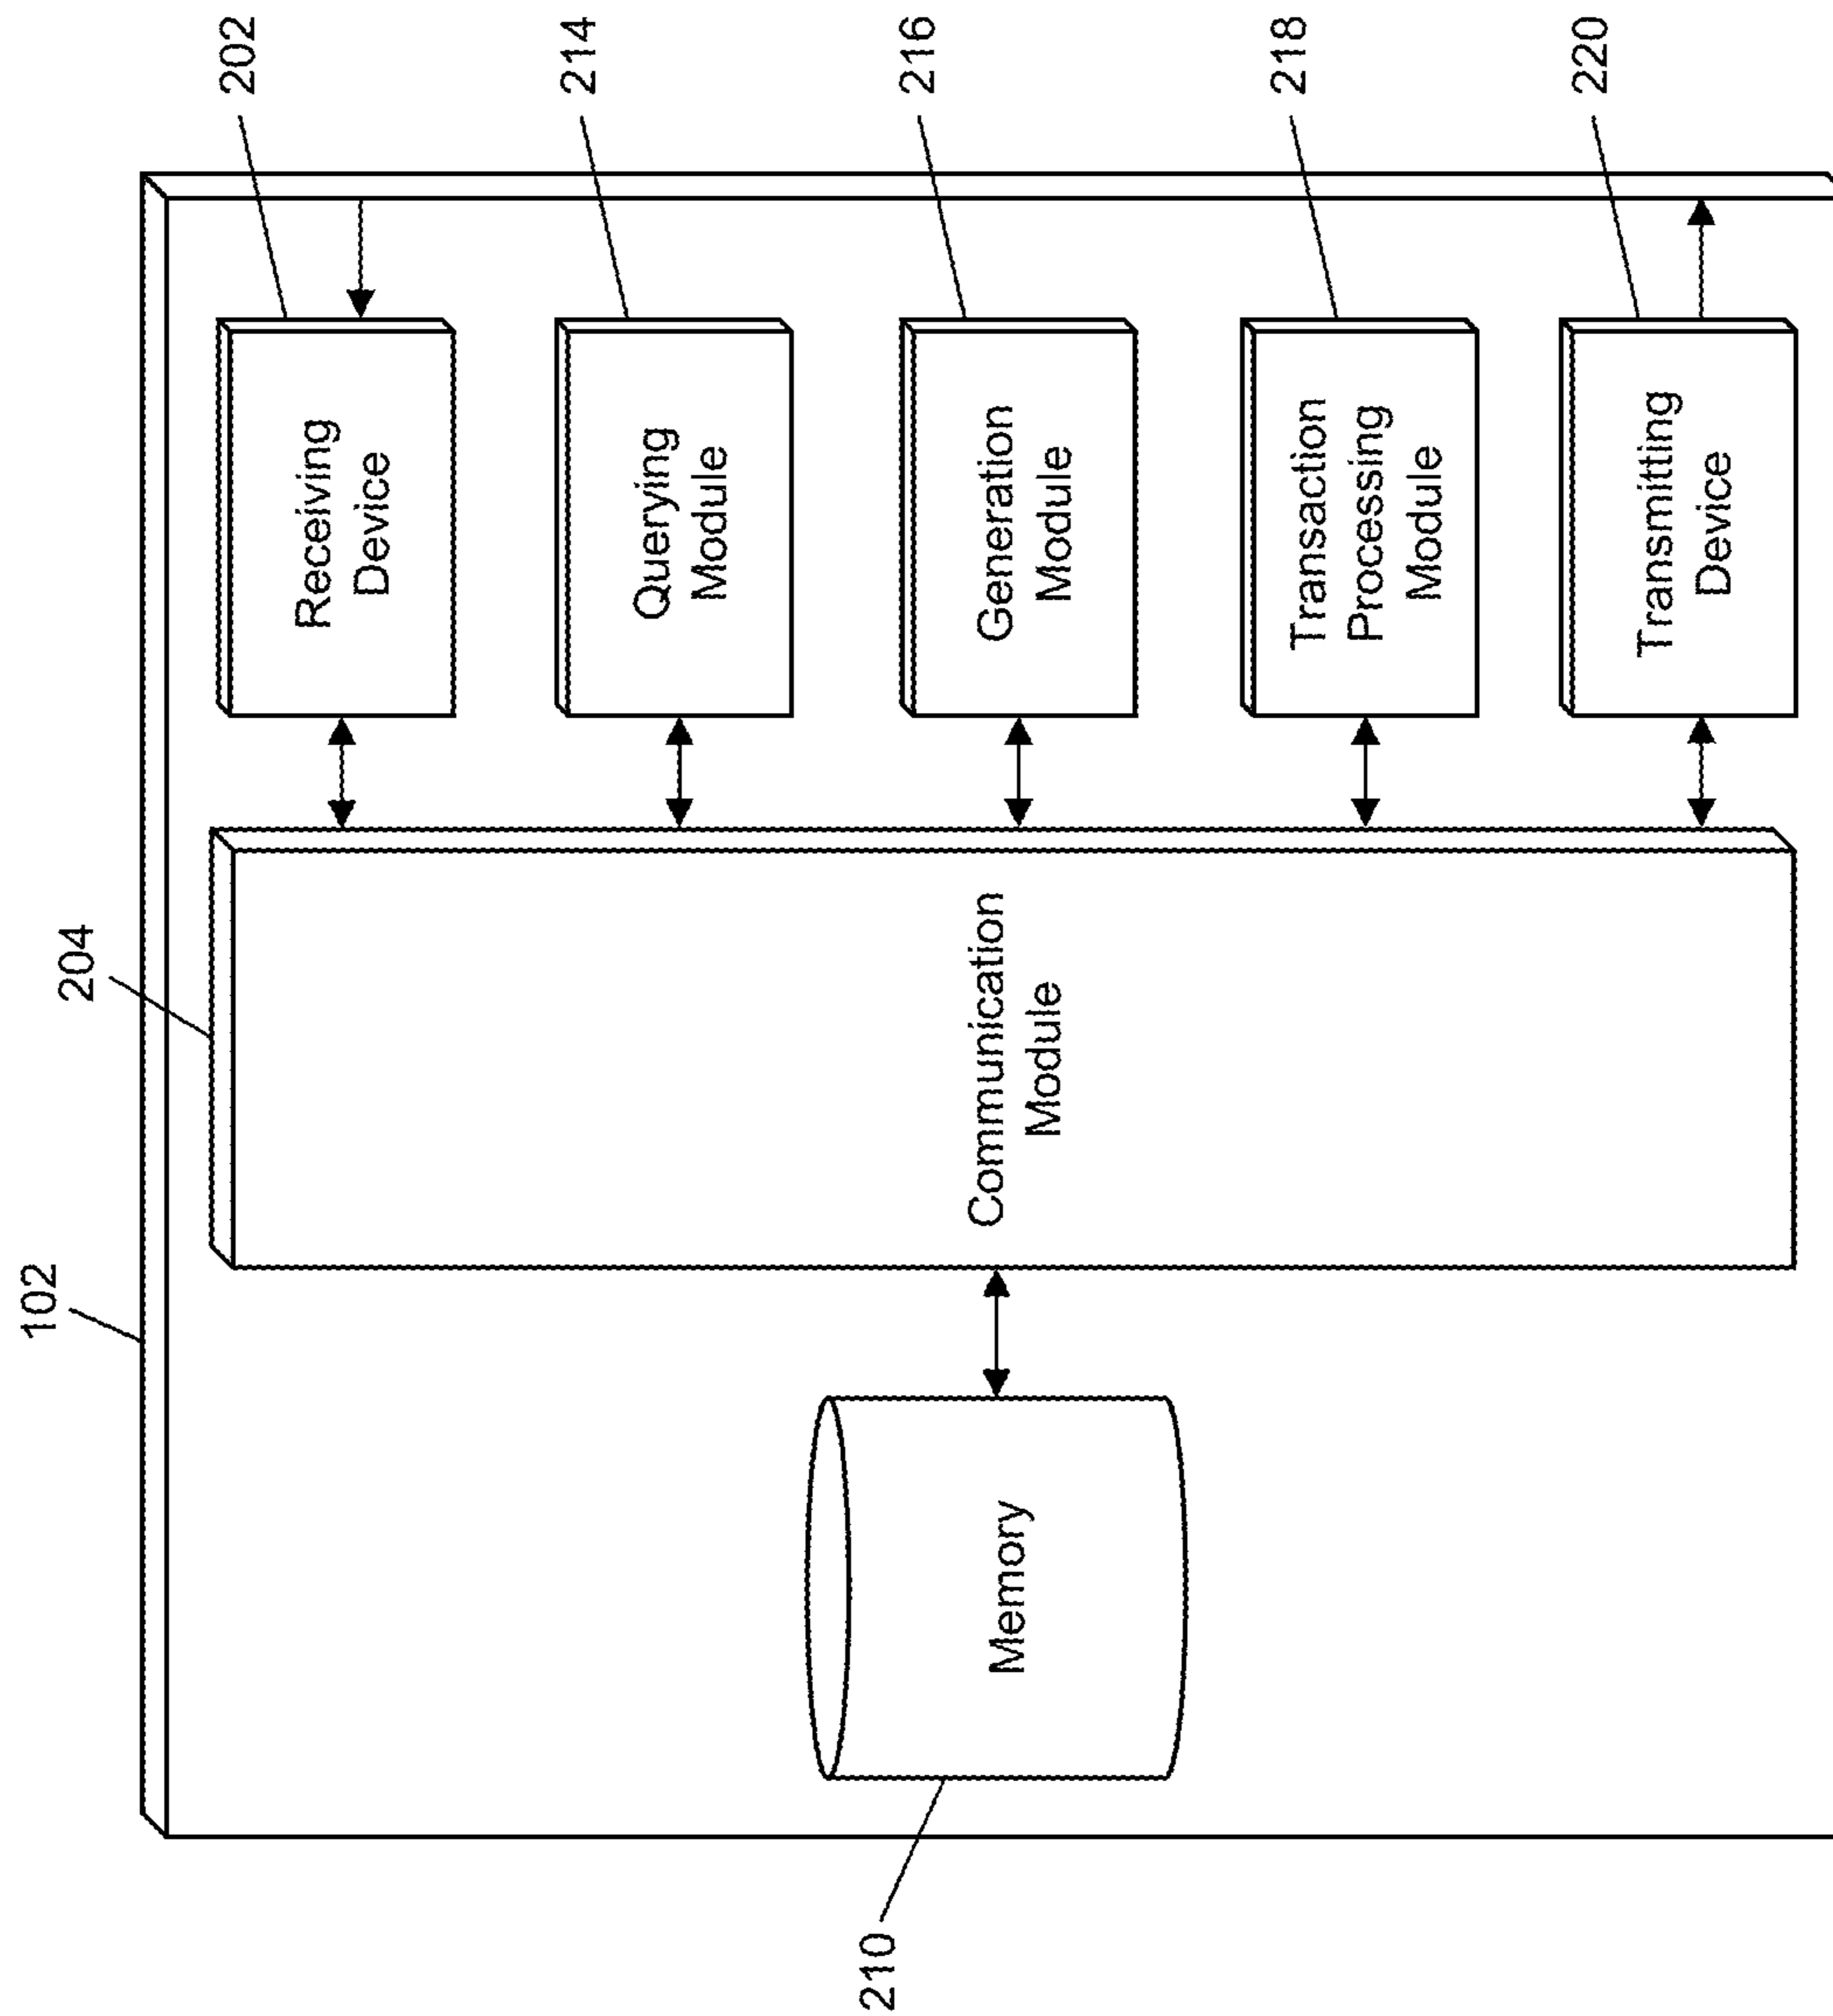 102
204
202
Receiving
Device
214
Querying
Module
210
Memory
Communication
Module
216
Generation
Module
218
Transaction
Processing
Module
220
Transmitting
Device